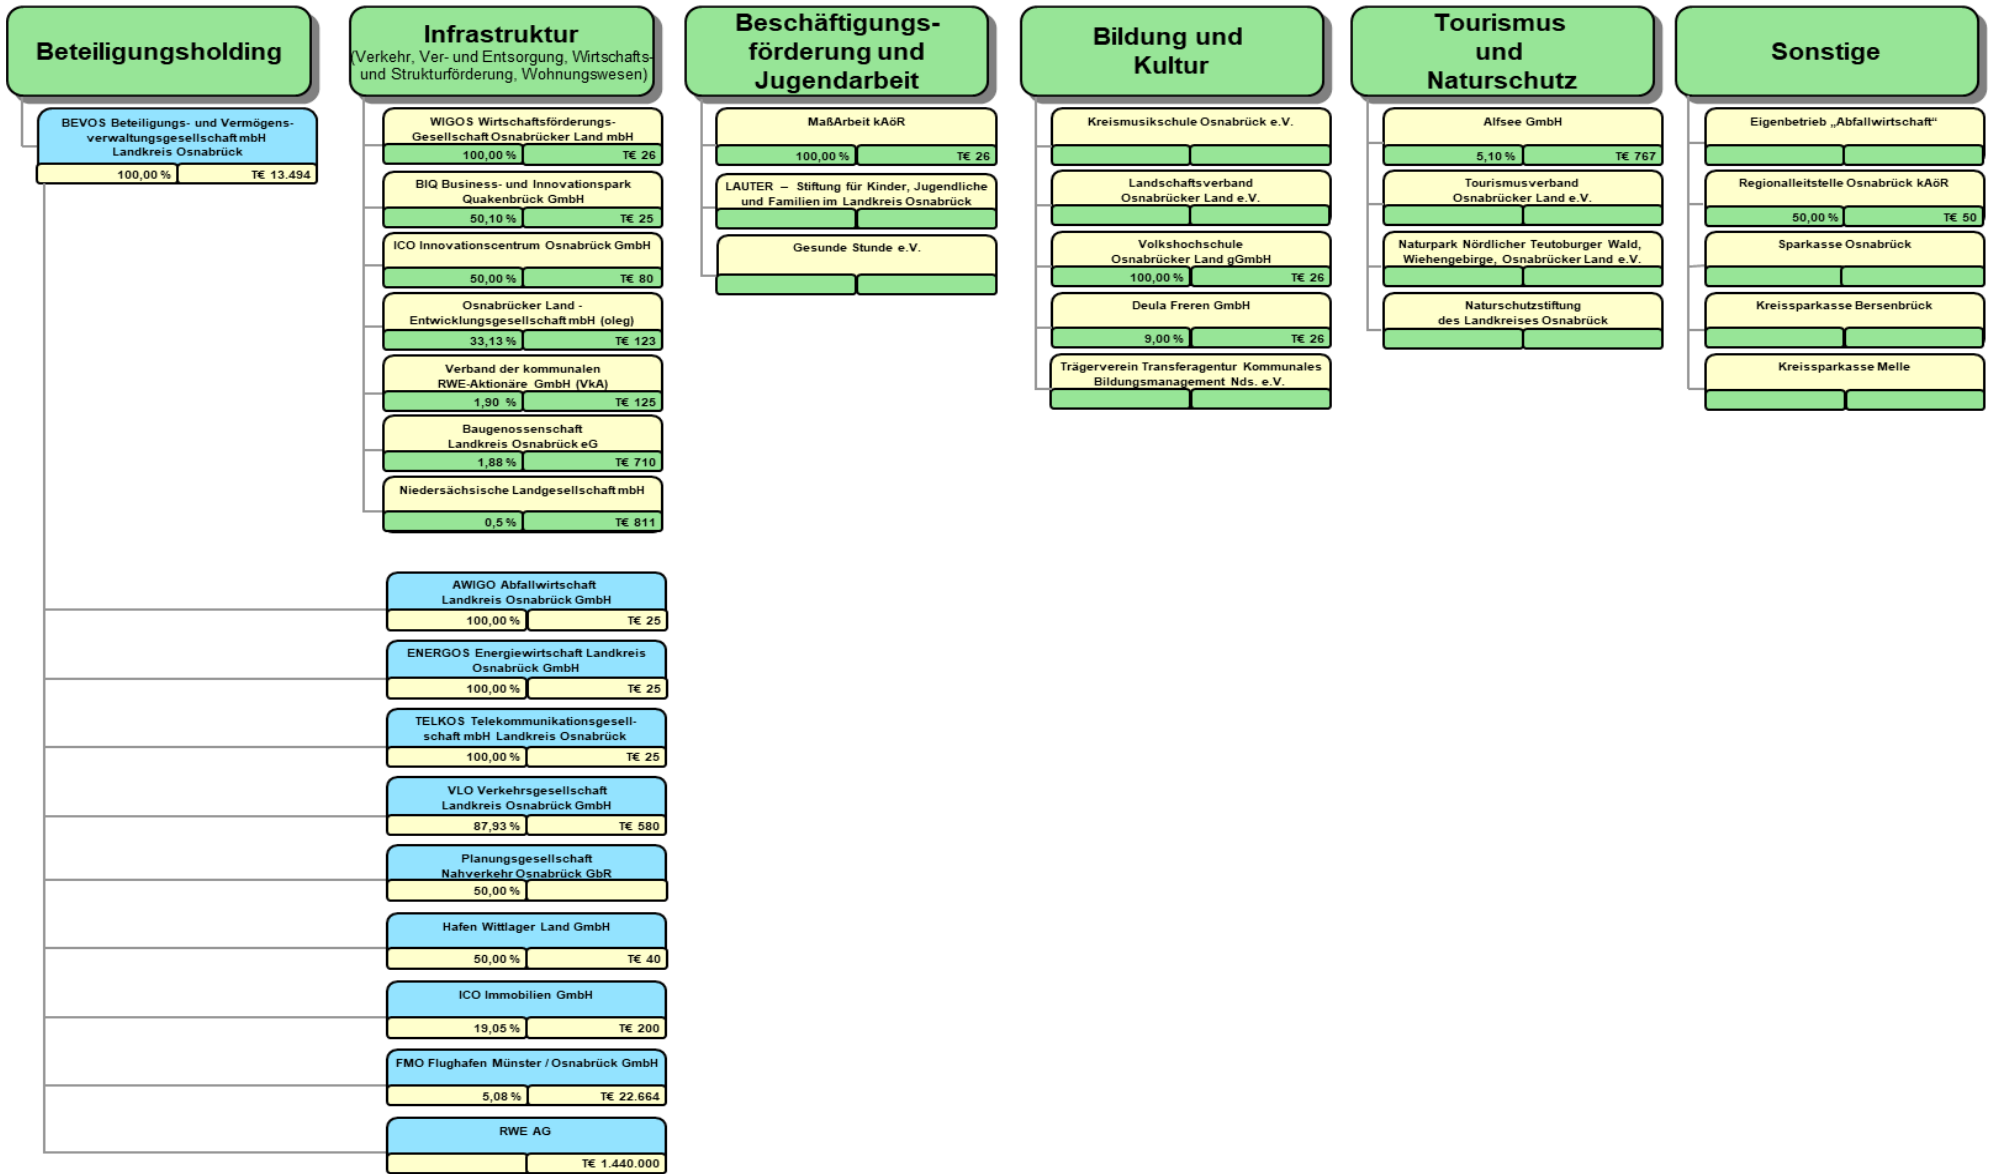 Beteiligungsholding
BEVOS Beteiligungs- und Vermögens-
verwaltungsgesellschaft mbH
Landkreis Osnabrück
100,00 % T€ 13.494
Infrastruktur
(Verkehr, Ver- und Entsorgung, Wirtschafts-
und Strukturförderung, Wohnungswesen)
WIGOS Wirtschaftsförderungs-
Gesellschaft Osnabrücker Land mbH
100,00 % T€ 26
BIQ Business- und Innovationspark
Quakenbrück GmbH
50,10 % T€ 25
ICO Innovationscentrum Osnabrück GmbH
50,00 % T€ 80
Osnabrücker Land -
Entwicklungsgesellschaft mbH (oleg)
33,13 % T€ 123
Verband der kommunalen
RWE-Aktionäre GmbH (VkA)
1,90 % T€ 125
Baugenossenschaft
Landkreis Osnabrück eG
1,88 % T€ 710
Niedersächsische Landgesellschaft mbH
0,5 % T€ 811
AWIGO Abfallwirtschaft
Landkreis Osnabrück GmbH
100,00 % T€ 25
ENERGOS Energiewirtschaft Landkreis
Osnabrück GmbH
100,00 % T€ 25
TELKOS Telekommunikationsgesell-
schaft mbH Landkreis Osnabrück
100,00 % T€ 25
VLO Verkehrsgesellschaft
Landkreis Osnabrück GmbH
87,93 % T€ 580
Planungsgesellschaft
Nahverkehr Osnabrück GbR
50,00 %
Hafen Wittlager Land GmbH
50,00 % T€ 40
ICO Immobilien GmbH
19,05 % T€ 200
FMO Flughafen Münster / Osnabrück GmbH
5,08 % T€ 22.664
RWE AG
T€ 1.440.000
Beschäftigungs-
förderung und
Jugendarbeit
MaßArbeit kAöR
100,00 % T€ 26
LAUTER – Stiftung für Kinder, Jugendliche
und Familien im Landkreis Osnabrück
Gesunde Stunde e.V.
Bildung und
Kultur
Kreismusikschule Osnabrück e.V.
Landschaftsverband
Osnabrücker Land e.V.
Volkshochschule
Osnabrücker Land gGmbH
100,00 % T€ 26
Deula Freren GmbH
9,00 % T€ 26
Trägerverein Transferagentur Kommunales
Bildungsmanagement Nds. e.V.
Tourismus
und
Naturschutz
Alfsee GmbH
5,10 % T€ 767
Tourismusverband
Osnabrücker Land e.V.
Naturpark Nördlicher Teutoburger Wald,
Wiehengebirge, Osnabrücker Land e.V.
Naturschutzstiftung
des Landkreises Osnabrück
Sonstige
Eigenbetrieb „Abfallwirtschaft“
Regionalleitstelle Osnabrück kAöR
50,00 % T€ 50
Sparkasse Osnabrück
Kreissparkasse Bersenbrück
Kreissparkasse Melle